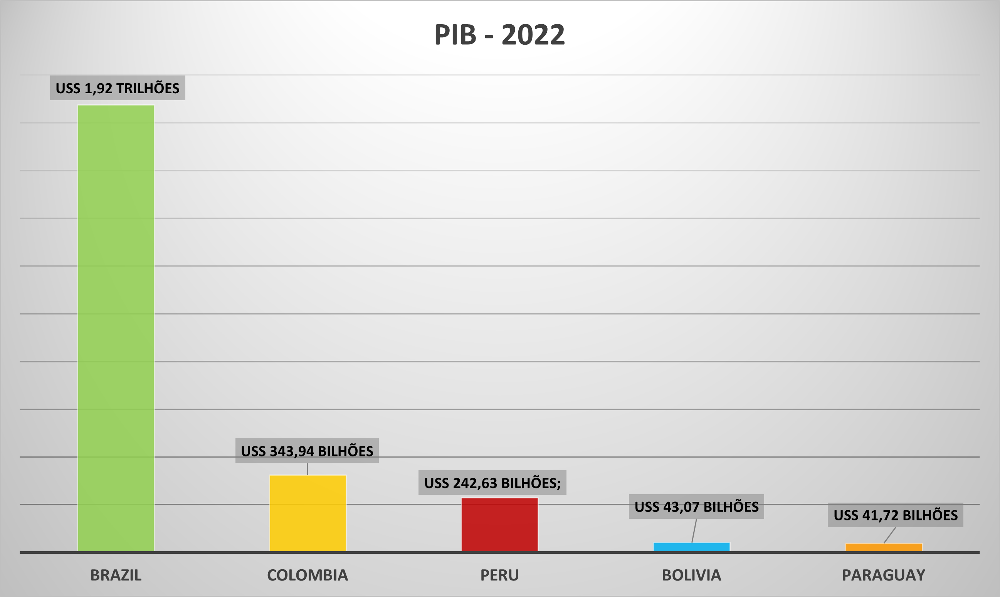 PIB - 2022
USS 1,92 TRILHÕES
USS 343,94 BILHÕES
USS 242,63 BILHÕES;
USS 43,07 BILHÕES
USS 41,72 BILHÕES
BRAZIL
COLOMBIA
PERU
BOLIVIA
PARAGUAY